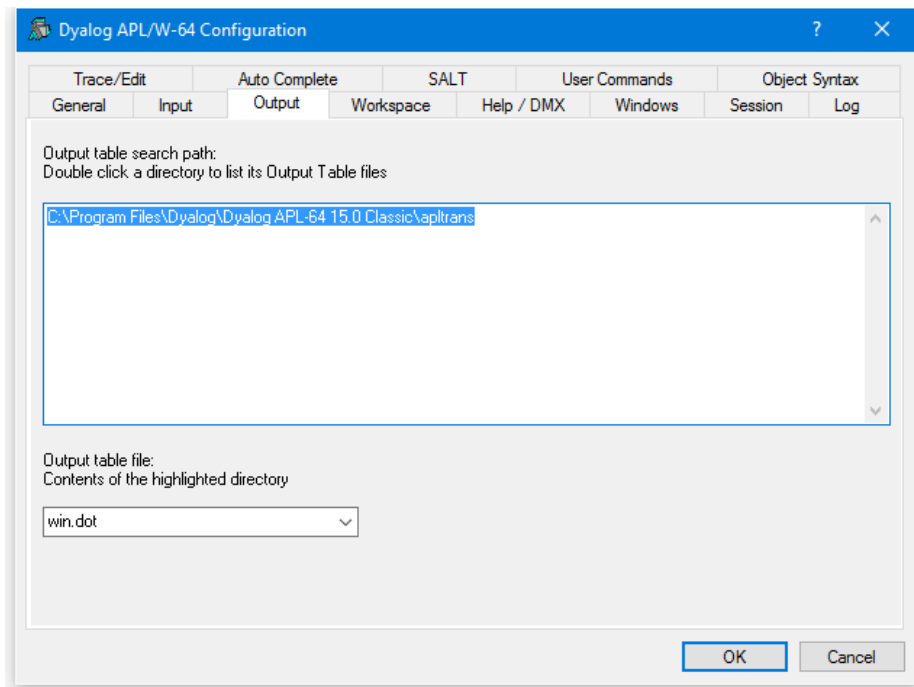 Dyalog APL/W-64 Configuration ?
Trace/Edit Auto Complete SALT User Commands Object Syntax
General Input Output Workspace Help / DMX Windows Session Log
Output table search path:
Double click a directory to list its Output Table files
C:\Program Files\Dyalog\Dyalog APL-64 15.0 Classic\apltrans
Output table file:
Contents of the highlighted directory
win.dot
OK Cancel